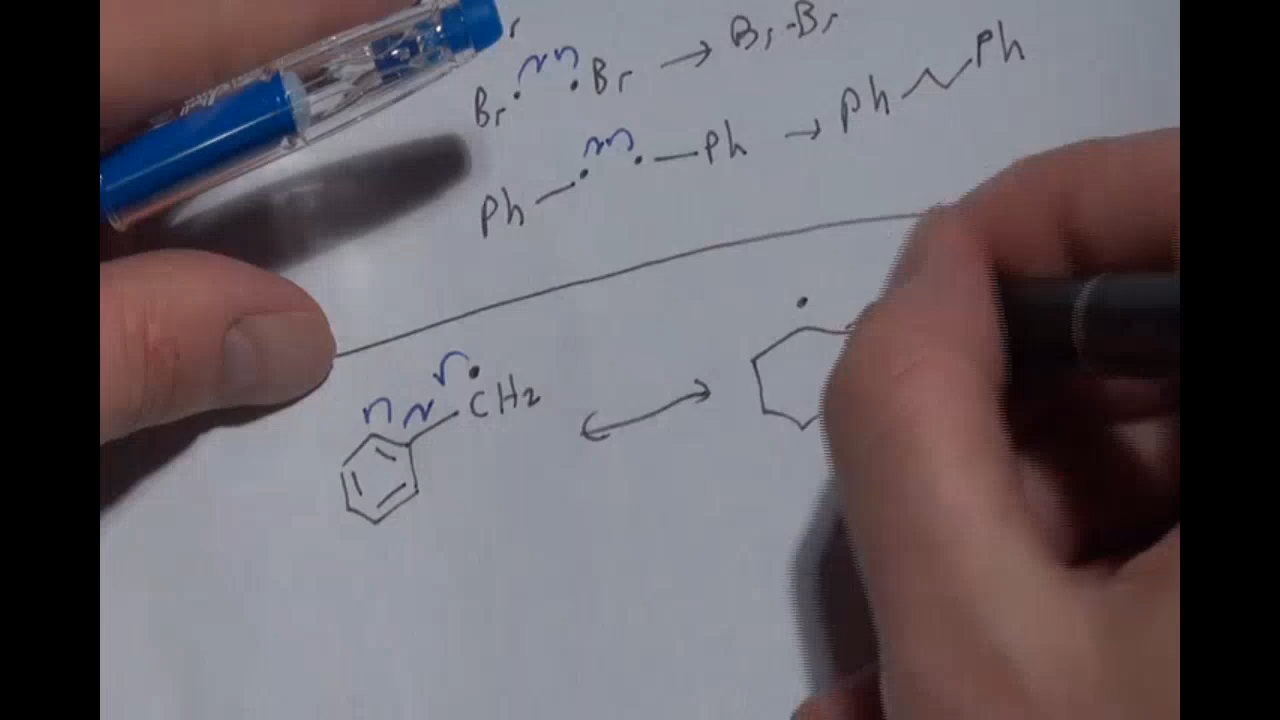 Br· ·Br → Br-Br
Ph—· ·—Ph → Ph Ph
·CH2 ↔